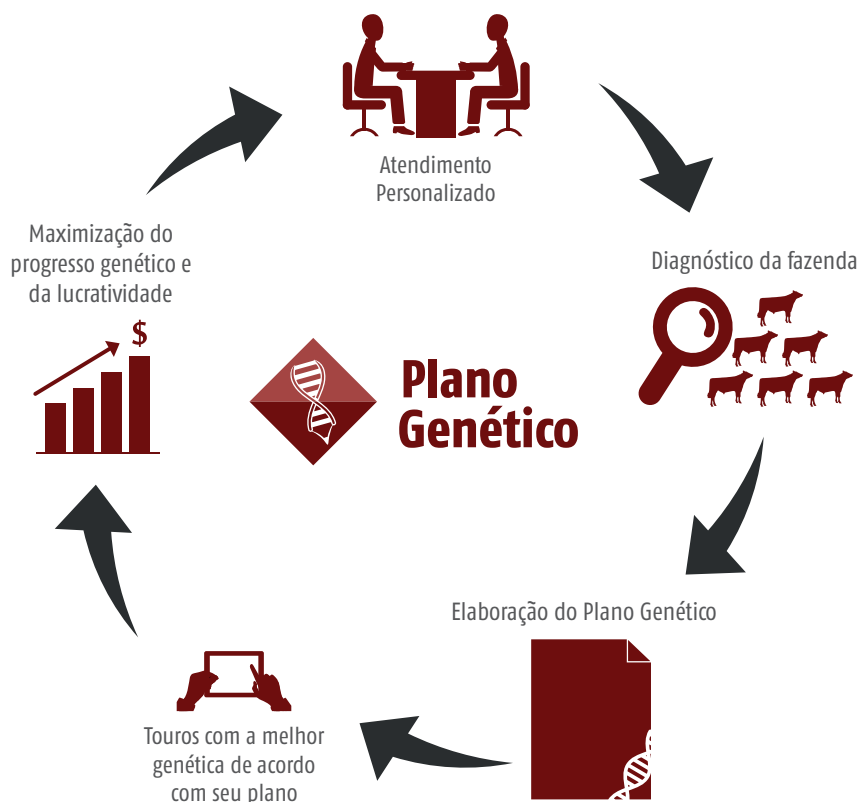 Atendimento
Personalizado
Diagnóstico da fazenda
Elaboração do Plano Genético
Touros com a melhor
genética de acordo
com seu plano
Maximização do
progresso genético e
da lucratividade
$
Plano
Genético